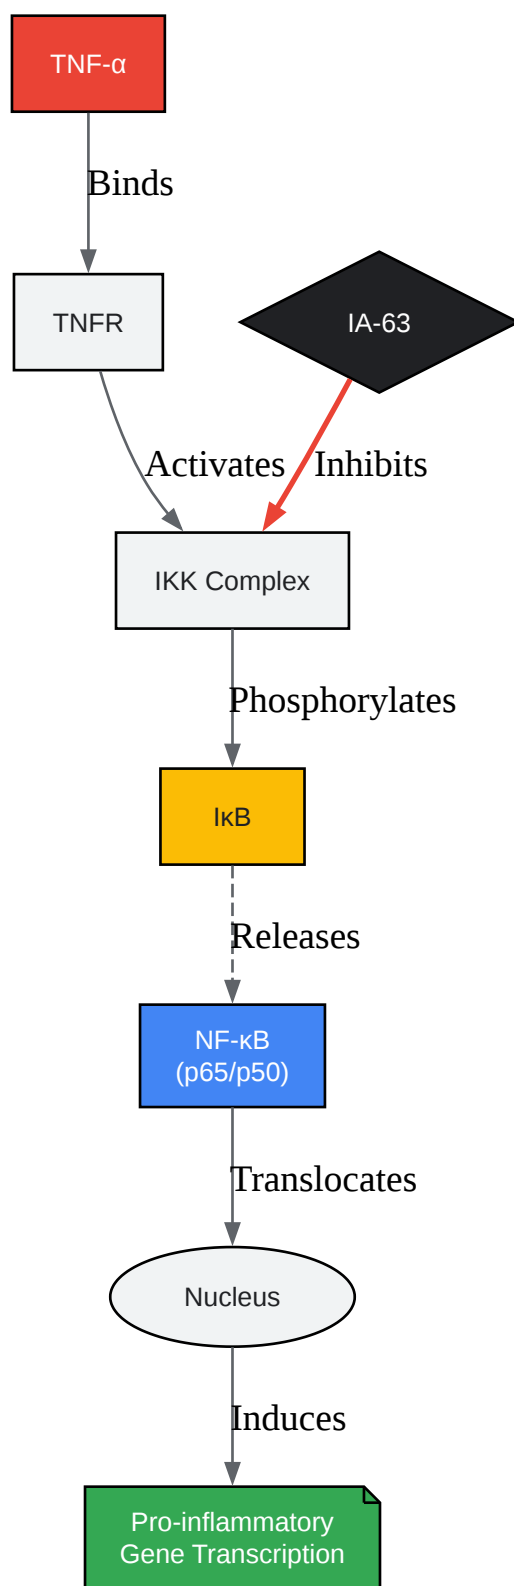 TNF-α
Binds
TNFR
IA-63
Activates
Inhibits
IKK Complex
Phosphorylates
IκB
Releases
NF-κB
(p65/p50)
Translocates
Nucleus
Induces
Pro-inflammatory
Gene Transcription